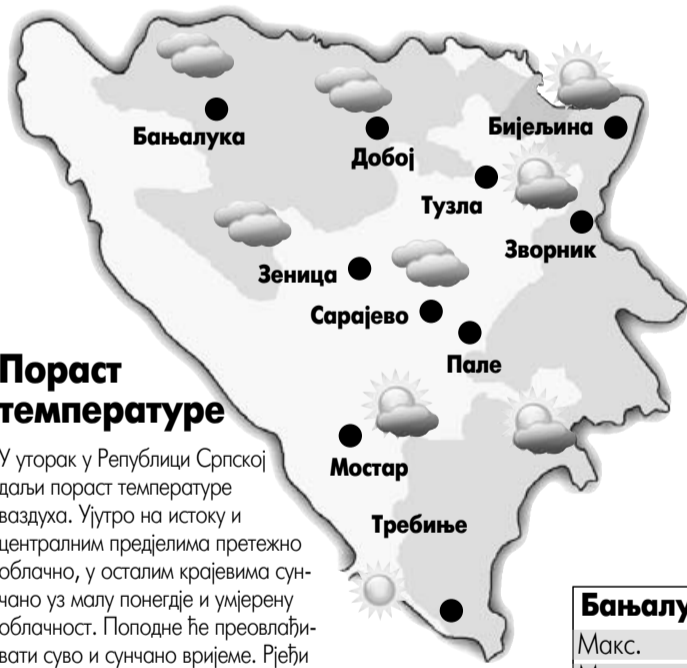 Бањалука
Добој
Бијељина
Тузла
Зворник
Зеница
Сарајево
Пале
Мостар
Требиње
Пораст
температуре
У уторак у Републици Српској
даљи пораст температуре
ваздуха. Ујутро на истоку и
централним предјелима претежно
облачно, у осталим крајевима сун-
чано уз малу понегдје и умјерену
облачност. Поподне ће преовлађи-
вати суво и сунчано вријеме. Рјеђи
Бањалу
Макс.